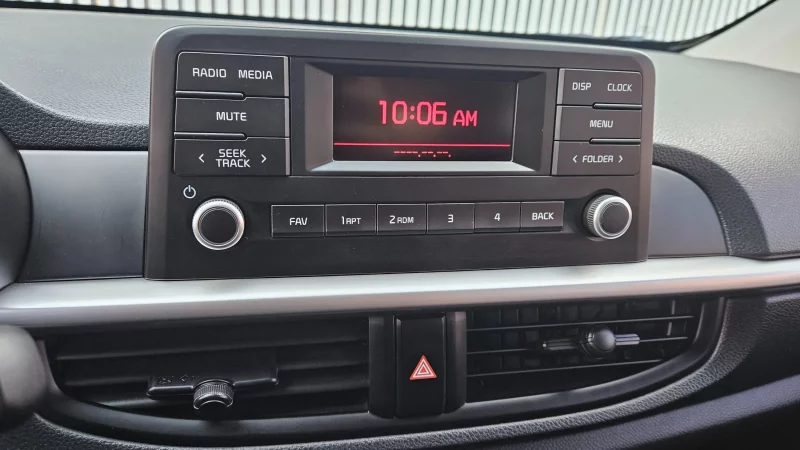 RADIO MEDIA
MUTE
< SEEK TRACK >
10:06 AM
----.--.--.
DISP CLOCK
MENU
< FOLDER >
FAV 1 RPT 2 RDM 3 4 BACK